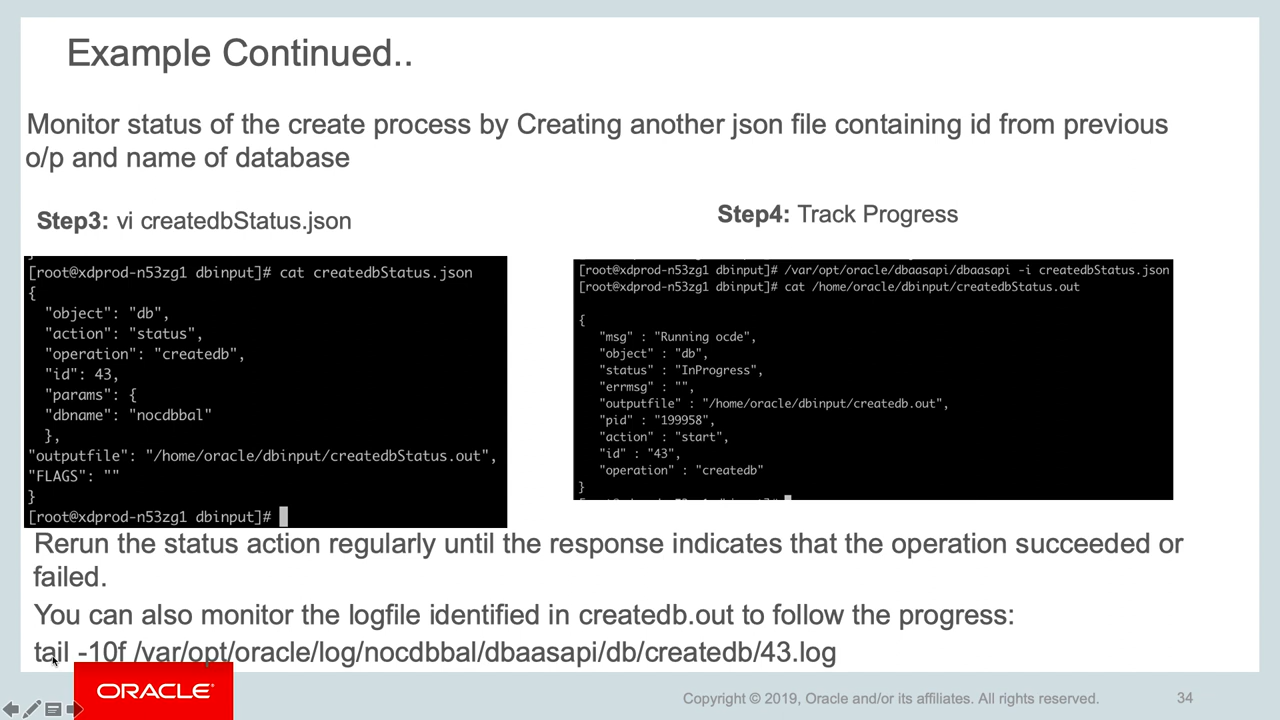 Example Continued..
Monitor status of the create process by Creating another json file containing id from previous
o/p and name of database
Step3: vi createdbStatus.json
[root@xdprod-n53zg1 dbinput]# cat createdbStatus.json
{
"object": "db",
"action": "status",
"operation": "createdb",
"id": 43,
"params": {
"dbname": "nocdbbal"
},
"outputfile": "/home/oracle/dbinput/createdbStatus.out",
"FLAGS": ""
}
[root@xdprod-n53zg1 dbinput]#
Step4: Track Progress
[root@xdprod-n53zg1 dbinput]# /var/opt/oracle/dbaasapi/dbaasapi -i createdbStatus.json
[root@xdprod-n53zg1 dbinput]# cat /home/oracle/dbinput/createdbStatus.out
{
"msg" : "Running ocde",
"object" : "db",
"status" : "InProgress",
"errmsg" : "",
"outputfile" : "/home/oracle/dbinput/createdb.out",
"pid" : "199958",
"action" : "start",
"id" : "43",
"operation" : "createdb"
}
Rerun the status action regularly until the response indicates that the operation succeeded or
failed.
You can also monitor the logfile identified in createdb.out to follow the progress:
tail -10f /var/opt/oracle/log/nocdbbal/dbaasapi/db/createdb/43.log
ORACLE®
Copyright © 2019, Oracle and/or its affiliates. All rights reserved.
34